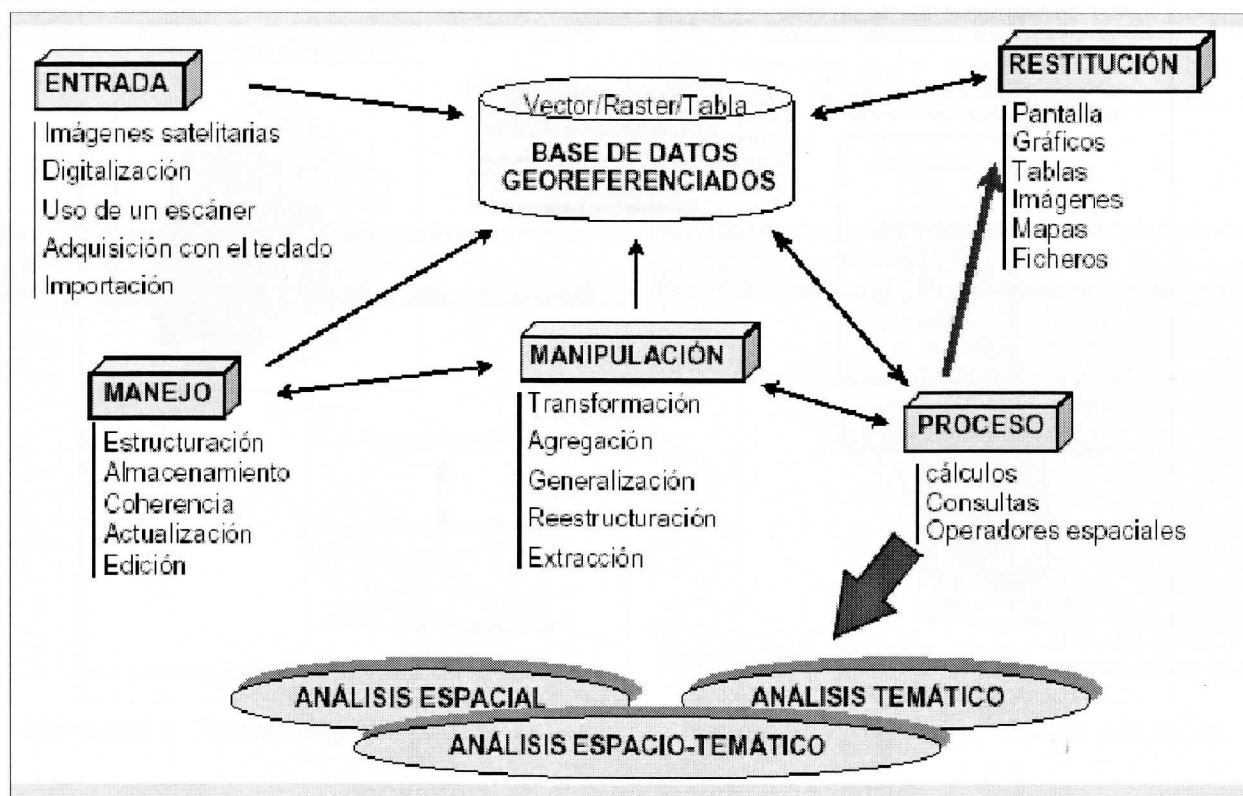 ENTRADA
Imágenes satelitarias
Digitalización
Uso de un escáner
Adquisición con el teclado
Importación
Vector/Raster/Tabla
BASE DE DATOS
GEOREFERENCIADOS
RESTITUCIÓN
Pantalla
Gráficos
Tablas
Imágenes
Mapas
Ficheros
MANEJO
Estructuración
Almacenamiento
Coherencia
Actualización
Edición
MANIPULACIÓN
Transformación
Agregación
Generalización
Reestructuración
Extracción
PROCESO
cálculos
Consultas
Operadores espaciales
ANÁLISIS ESPACIAL
ANÁLISIS TEMÁTICO
ANÁLISIS ESPACIO-TEMÁTICO